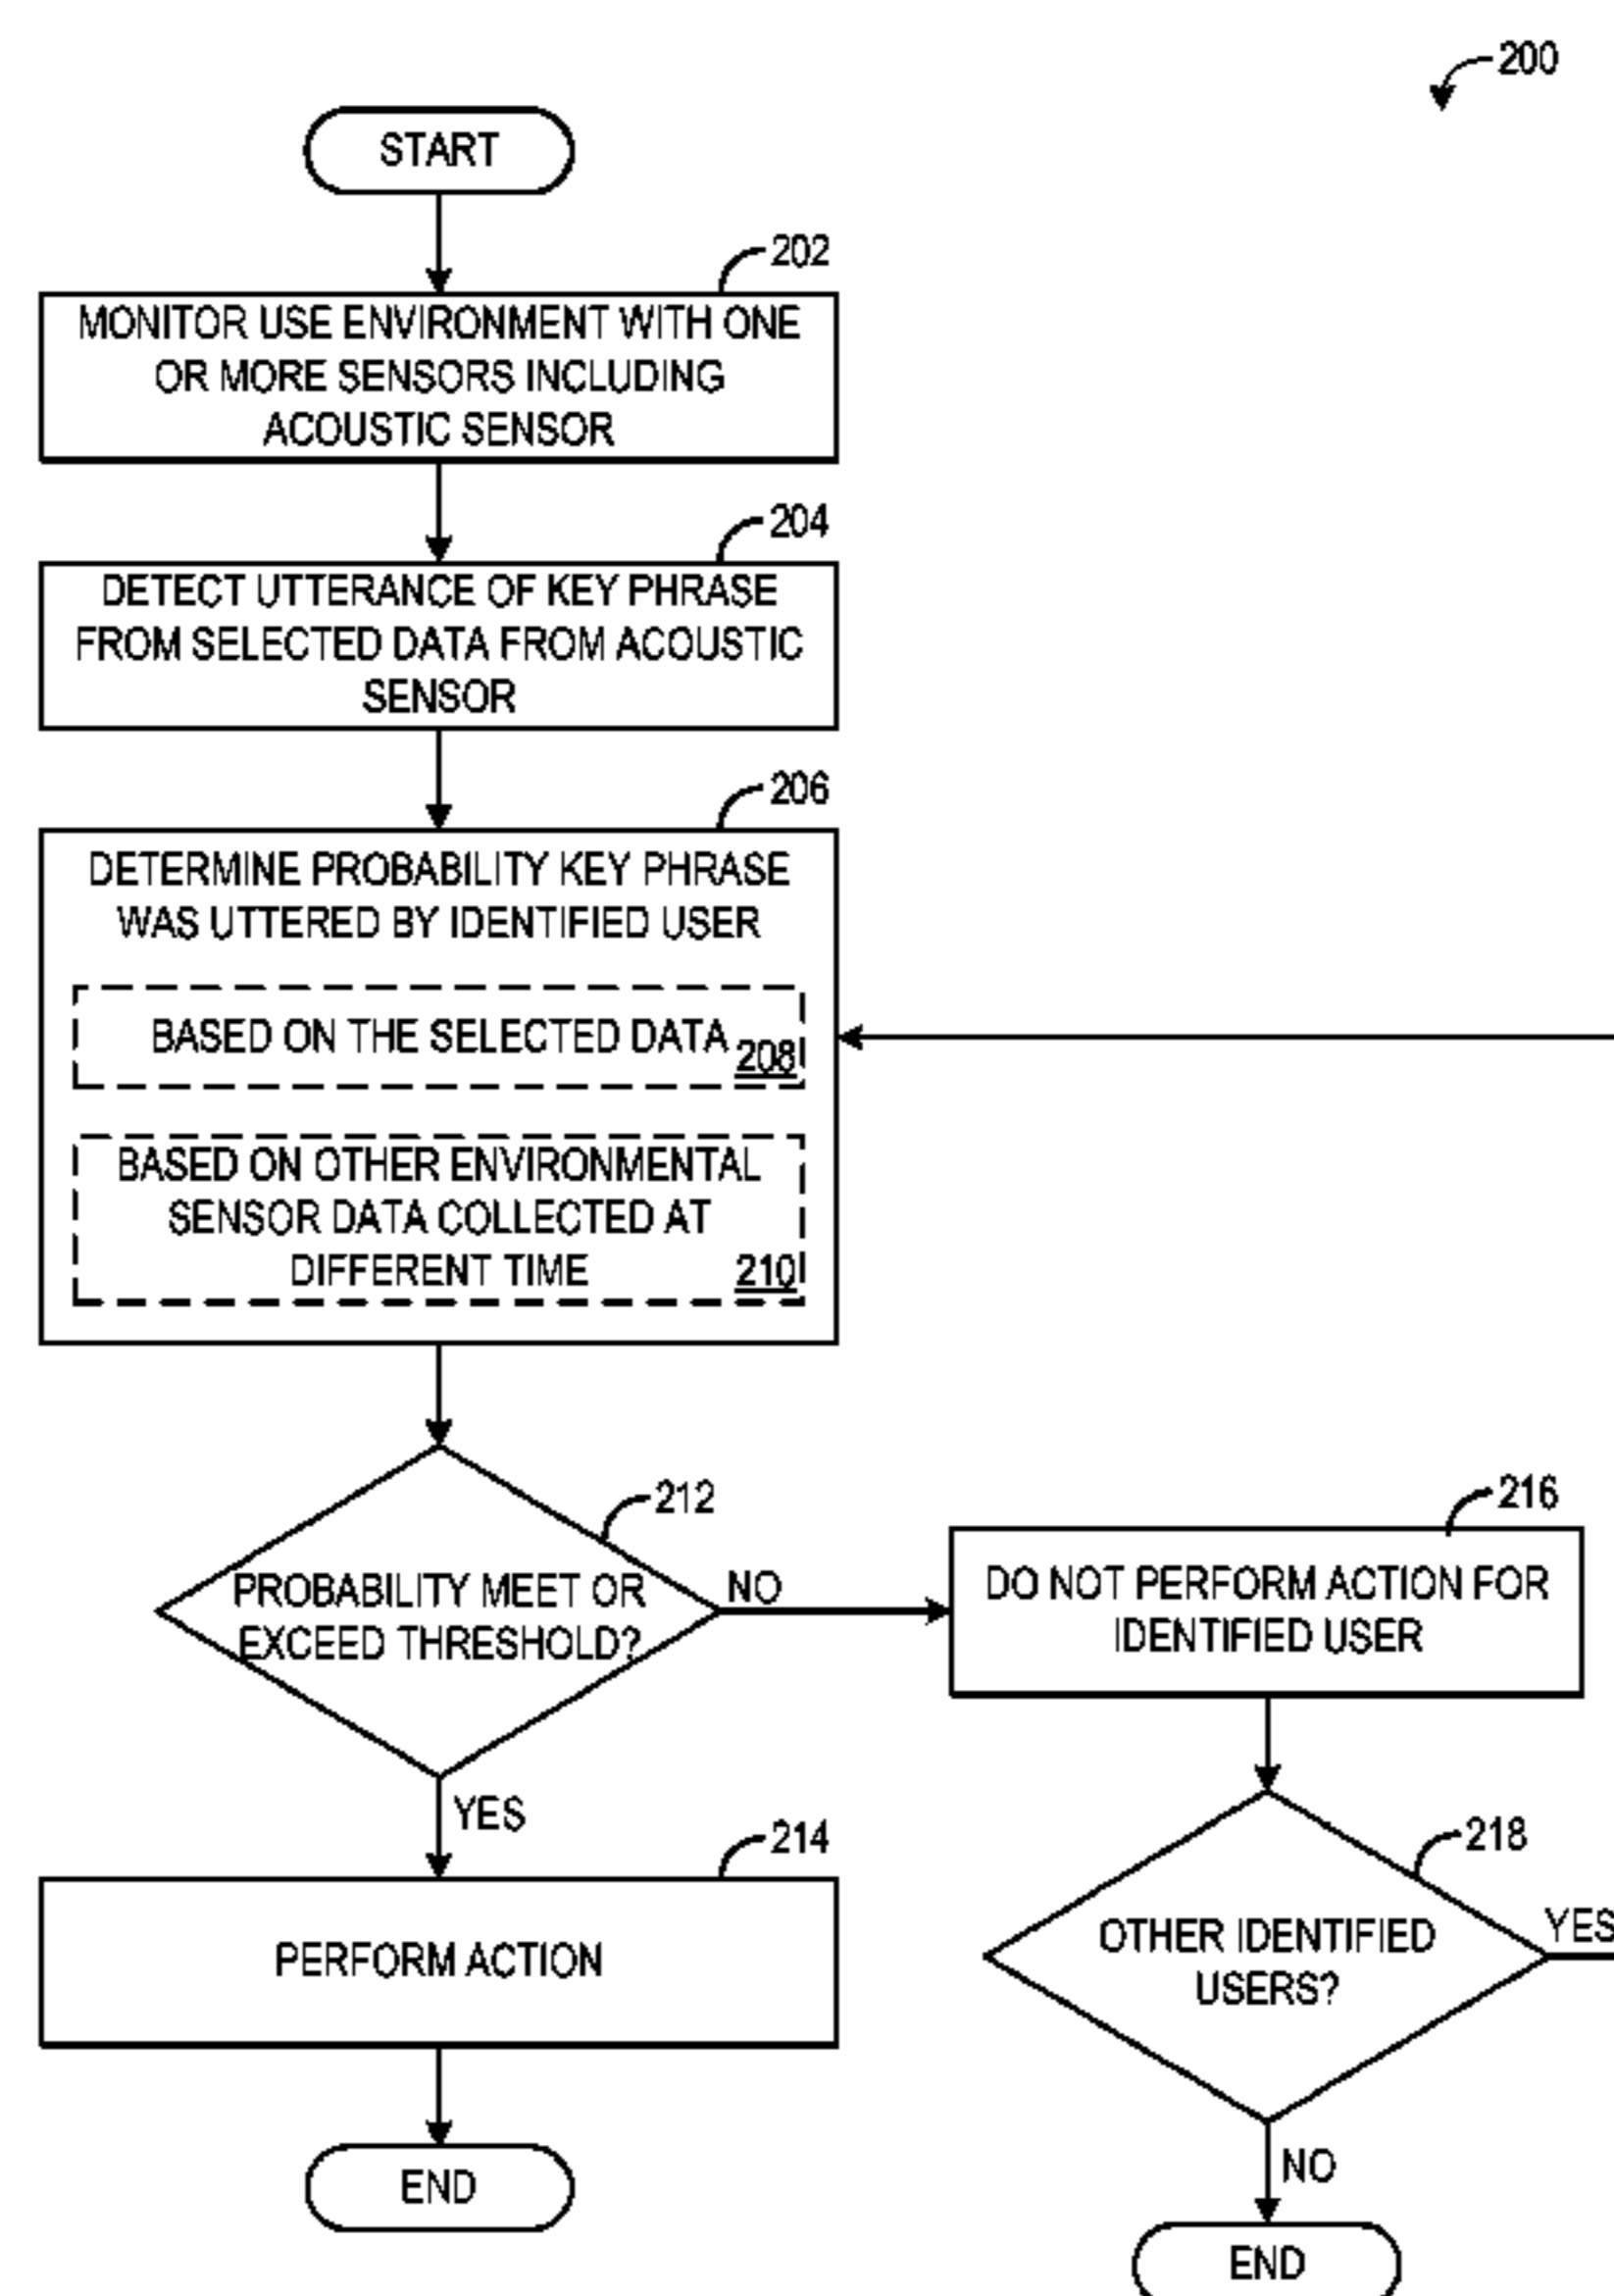 200
START
202
MONITOR USE ENVIRONMENT WITH ONE
OR MORE SENSORS INCLUDING
ACOUSTIC SENSOR
204
DETECT UTTERANCE OF KEY PHRASE
FROM SELECTED DATA FROM ACOUSTIC
SENSOR
206
DETERMINE PROBABILITY KEY PHRASE
WAS UTTERED BY IDENTIFIED USER
BASED ON THE SELECTED DATA 208
BASED ON OTHER ENVIRONMENTAL
SENSOR DATA COLLECTED AT
DIFFERENT TIME 210
212
PROBABILITY MEET OR
EXCEED THRESHOLD?
NO
216
DO NOT PERFORM ACTION FOR
IDENTIFIED USER
YES
214
PERFORM ACTION
END
218
OTHER IDENTIFIED
USERS?
YES
NO
END